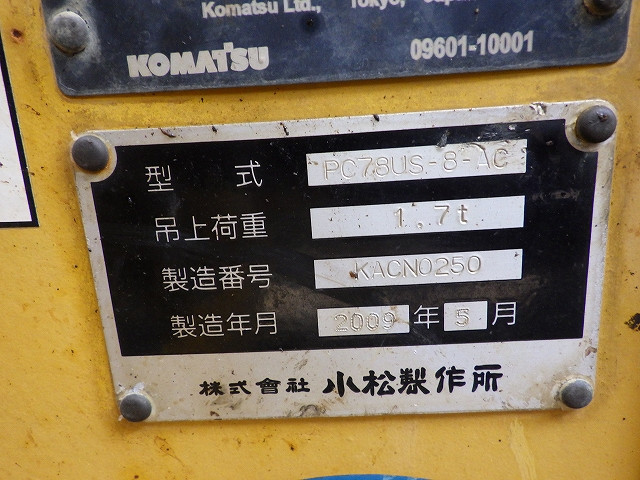 Komatsu Ltd., Tokyo, Japan
KOMATSU 09601-10001
型 式 PC78US-8-AC
吊上荷重 1.7t
製造番号 KACN0250
製造年月 2009 年 5 月
株式會社 小松製作所